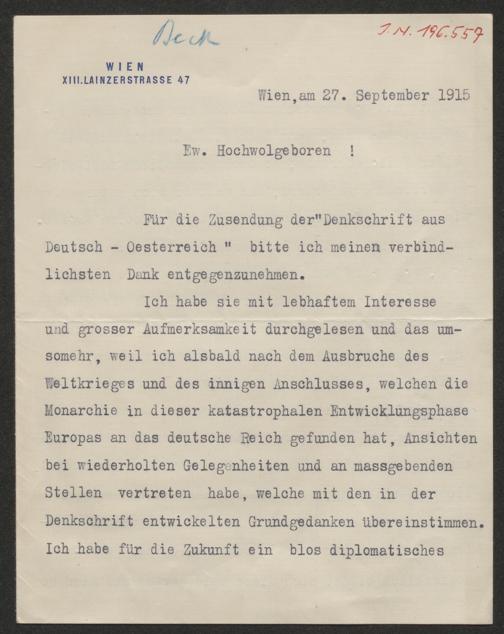 Beck
J.N. 196.557
WIEN
XIII. LAINZERSTRASSE 47
Wien,am 27. September 1915
Ew. Hochwolgeboren !
Für die Zusendung der"Denkschrift aus
Deutsch - Oesterreich " bitte ich meinen verbind-
lichsten Dank entgegenzunehmen.
Ich habe sie mit lebhaftem Interesse
und grosser Aufmerksamkeit durchgelesen und das um-
somehr, weil ich alsbald nach dem Ausbruche des
Weltkrieges und des innigen Anschlusses, welchen die
Monarchie in dieser katastrophalen Entwicklungsphase
Europas an das deutsche Reich gefunden hat, Ansichten
bei wiederholten Gelegenheiten und an massgebenden
Stellen vertreten habe, welche mit den in der
Denkschrift entwickelten Grundgedanken übereinstimmen.
Ich habe für die Zukunft ein blos diplomatisches